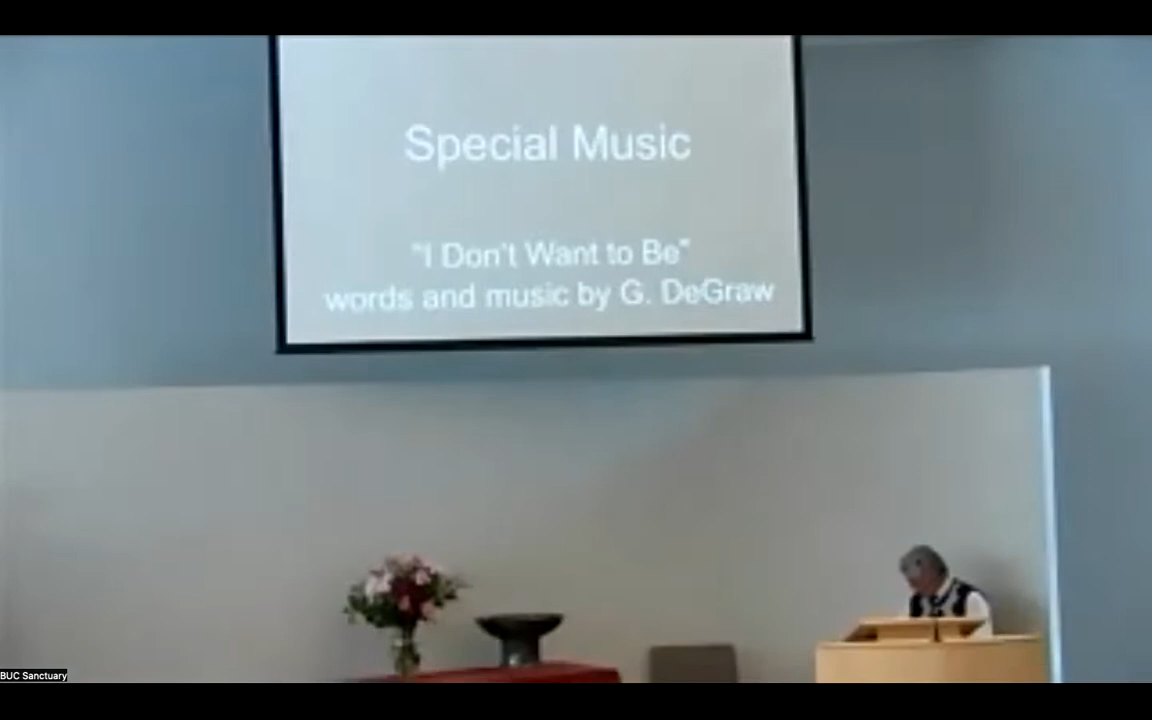 Special Music
"I Don't Want to Be"
words and music by G. DeGraw
BUC Sanctuary